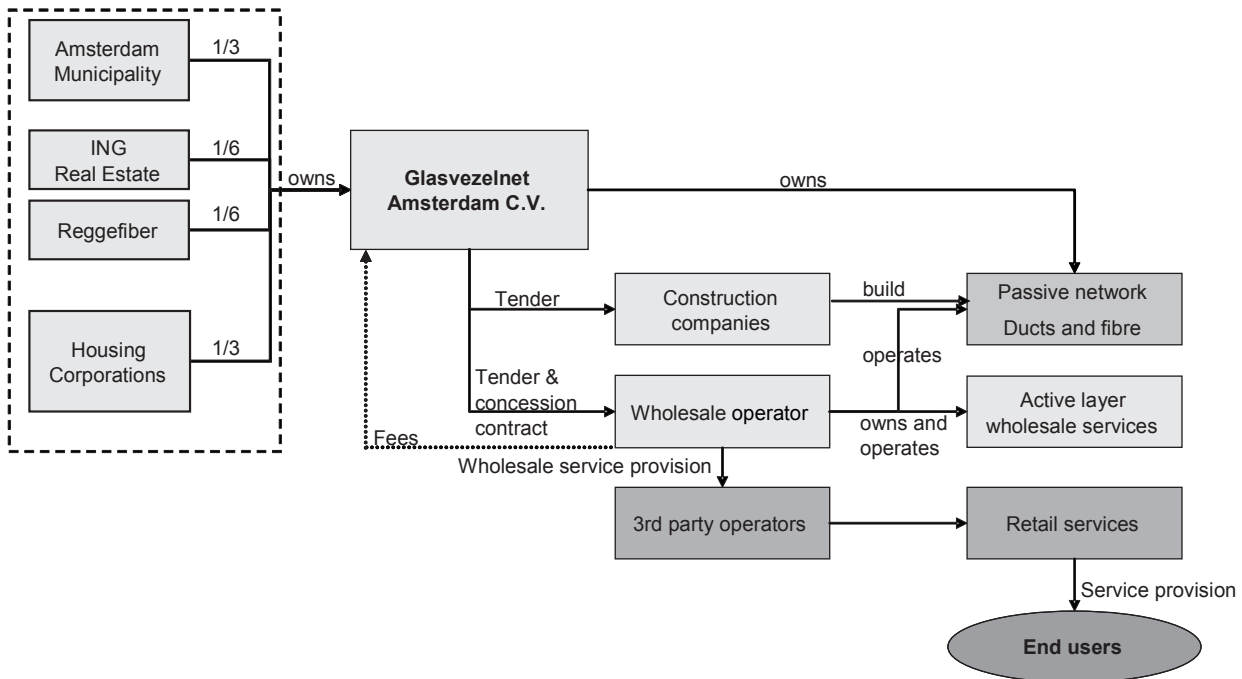 Amsterdam
Municipality
1/3
ING
Real Estate
1/6
Reggefiber
1/6
Housing
Corporations
1/3
owns
Glasvezelnet
Amsterdam C.V.
owns
Tender
Construction
companies
build
Passive network
Ducts and fibre
operates
Tender &
concession
contract
Wholesale operator
owns and
operates
Active layer
wholesale services
Fees
Wholesale service provision
3rd party operators
Retail services
Service provision
End users